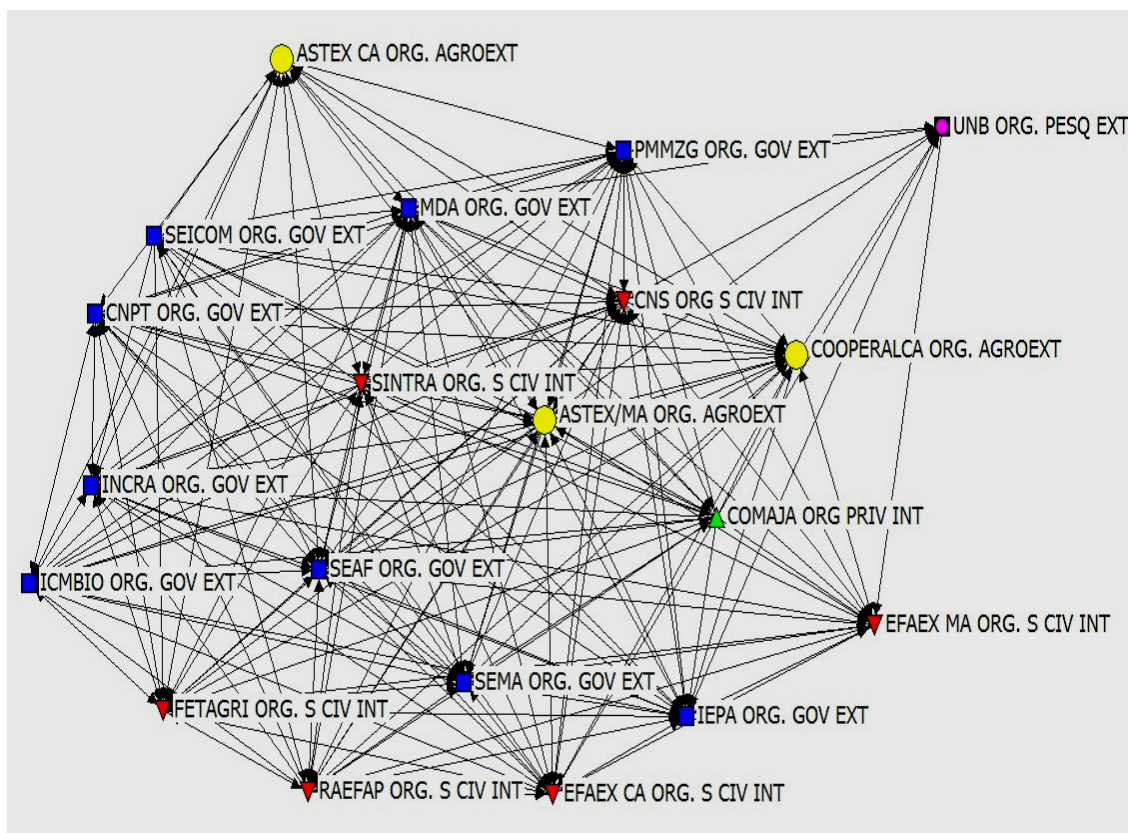 ASTEX CA ORG. AGROEXT
UNB ORG. PESQ EXT
PMMZG ORG. GOV EXT
MDA ORG. GOV EXT
SEICOM ORG. GOV EXT
CNS ORG S CIV INT
CNPT ORG. GOV EXT
COOPERALCA ORG. AGROEXT
SINTRA ORG. S CIV INT
ASTEX/MA ORG. AGROEXT
INCRA ORG. GOV EXT
COMAJA ORG PRIV INT
SEAF ORG. GOV EXT
ICMBIO ORG. GOV EXT
EFAEX MA ORG. S CIV INT
SEMA ORG. GOV EXT
FETAGRI ORG. S CIV INT
IEPA ORG. GOV EXT
RAEFAP ORG. S CIV INT
EFAEX CA ORG. S CIV INT